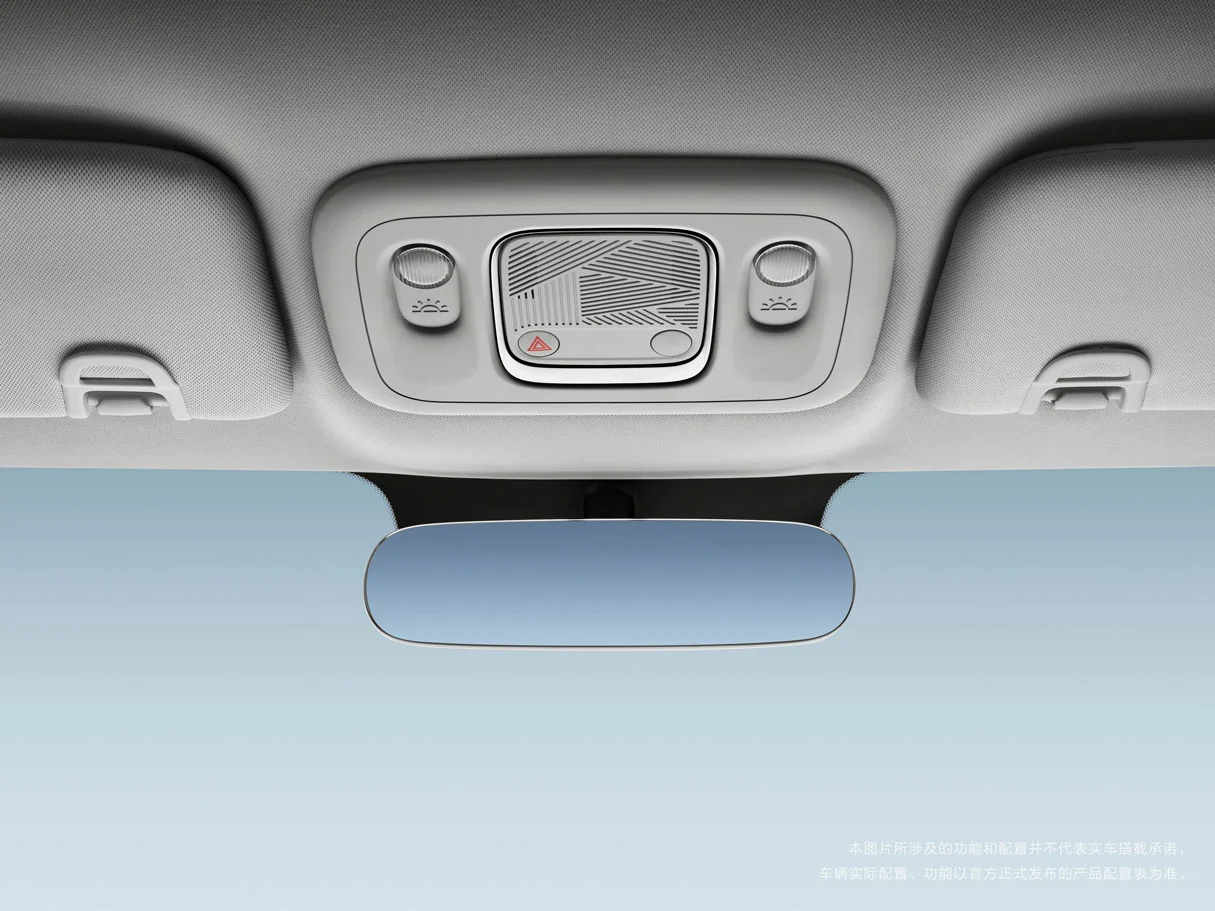 本图片所涉及的功能和配置并不代表实车搭载承诺，
车辆实际配置、功能以官方正式发布的产品配置表为准。